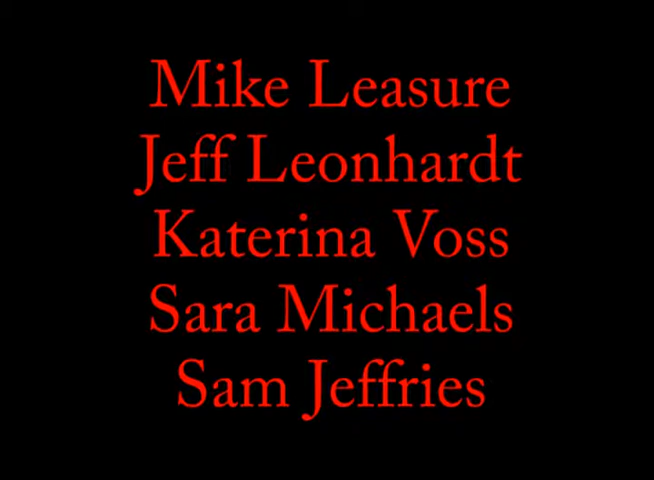 Mike Leasure
Jeff Leonhardt
Katerina Voss
Sara Michaels
Sam Jeffries